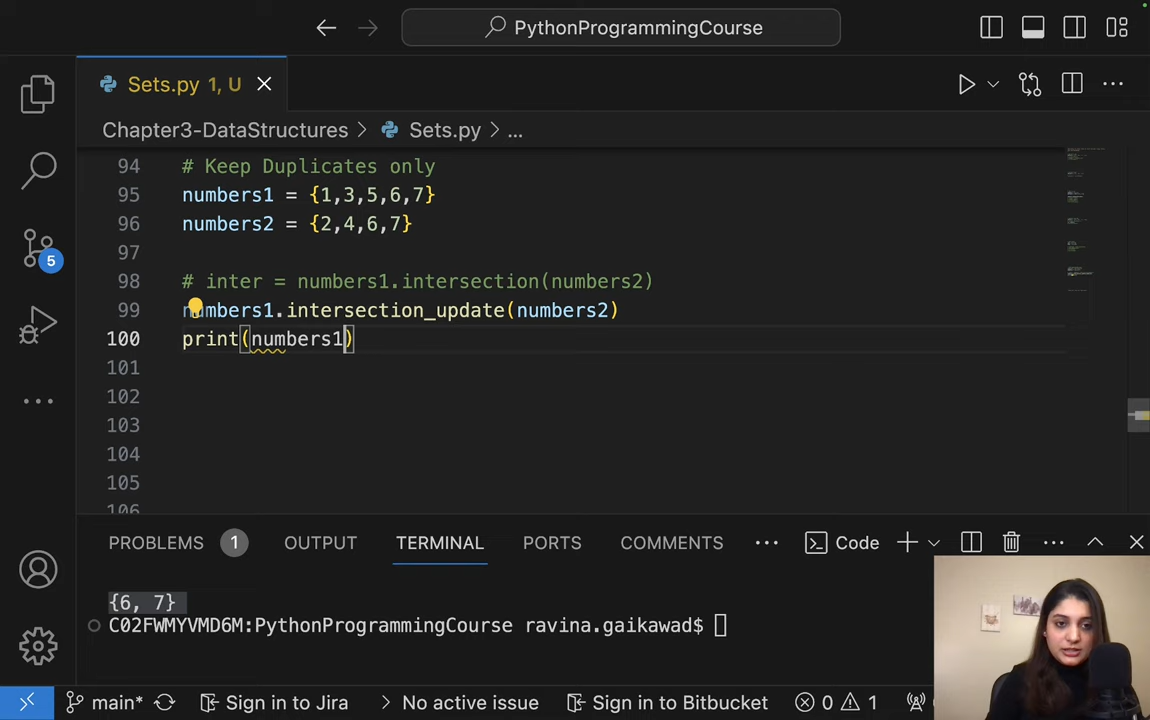 PythonProgrammingCourse
Sets.py 1, U
Chapter3-DataStructures > Sets.py > ...
94 # Keep Duplicates only
95 numbers1 = {1,3,5,6,7}
96 numbers2 = {2,4,6,7}
97
98 # inter = numbers1.intersection(numbers2)
99 numbers1.intersection_update(numbers2)
100 print(numbers1)
101
102
103
104
105
106
PROBLEMS 1 OUTPUT TERMINAL PORTS COMMENTS ... Code
{6, 7}
C02FWMYVMD6M:PythonProgrammingCourse ravina.gaikawad$
5
main* Sign in to Jira No active issue Sign in to Bitbucket 0 1